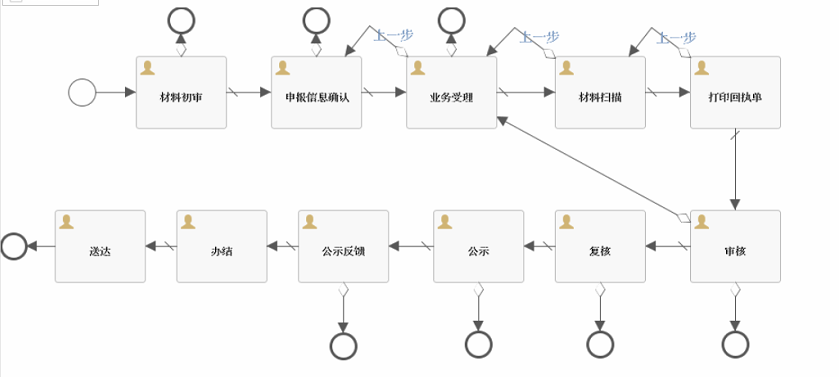 上一步
上一步
上一步
材料初审
申报信息确认
业务受理
材料扫描
打印回执单
送达
办结
公示反馈
公示
复核
审核